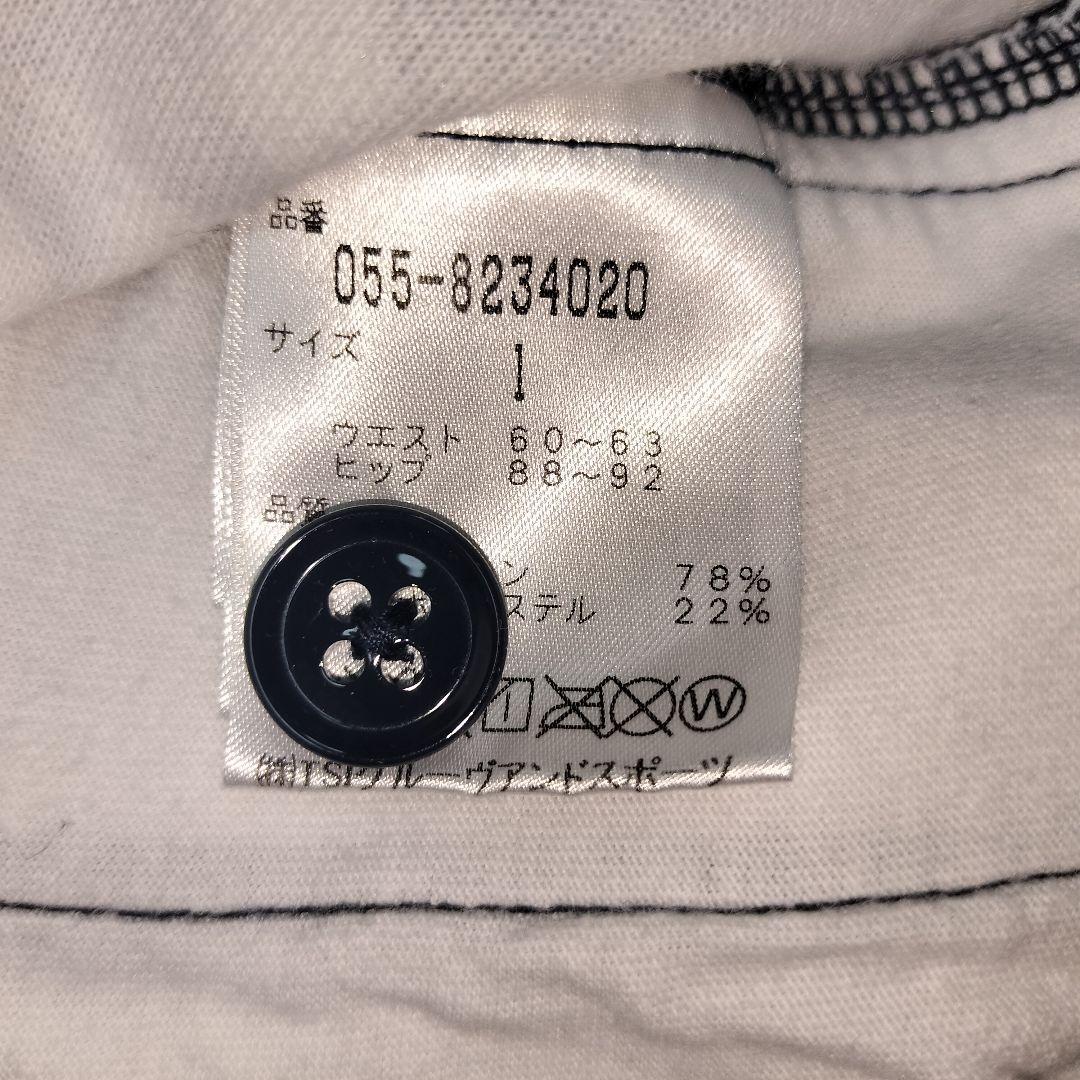 品番
055-8234020
サイズ
1
ウエスト 60～63
ヒップ 88～92
品質
ン 78%
ステル 22%
W
㈱TSIグルーヴアンドスポーツ